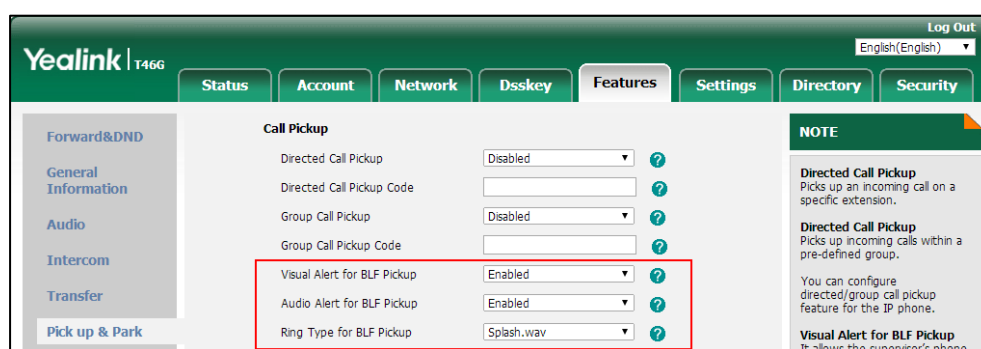 Log Out
English(English)
Yealink T46G
Status Account Network Dsskey Features Settings Directory Security
Forward&DND
General
Information
Audio
Intercom
Transfer
Pick up & Park
Call Pickup
Directed Call Pickup Disabled
Directed Call Pickup Code
Group Call Pickup Disabled
Group Call Pickup Code
Visual Alert for BLF Pickup Enabled
Audio Alert for BLF Pickup Enabled
Ring Type for BLF Pickup Splash.wav
NOTE
Directed Call Pickup
Picks up an incoming call on a
specific extension.
Directed Call Pickup
Picks up incoming calls within a
pre-defined group.
You can configure
directed/group call pickup
feature for the IP phone.
Visual Alert for BLF Pickup
It allows the supervisor's phone